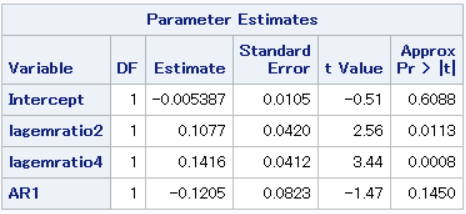 Parameter Estimates
Variable DF Estimate Standard Error t Value Approx Pr > |t|
Intercept 1 -0.005387 0.0105 -0.51 0.6088
lagemratio2 1 0.1077 0.0420 2.56 0.0113
lagemratio4 1 0.1416 0.0412 3.44 0.0008
AR1 1 -0.1205 0.0823 -1.47 0.1450